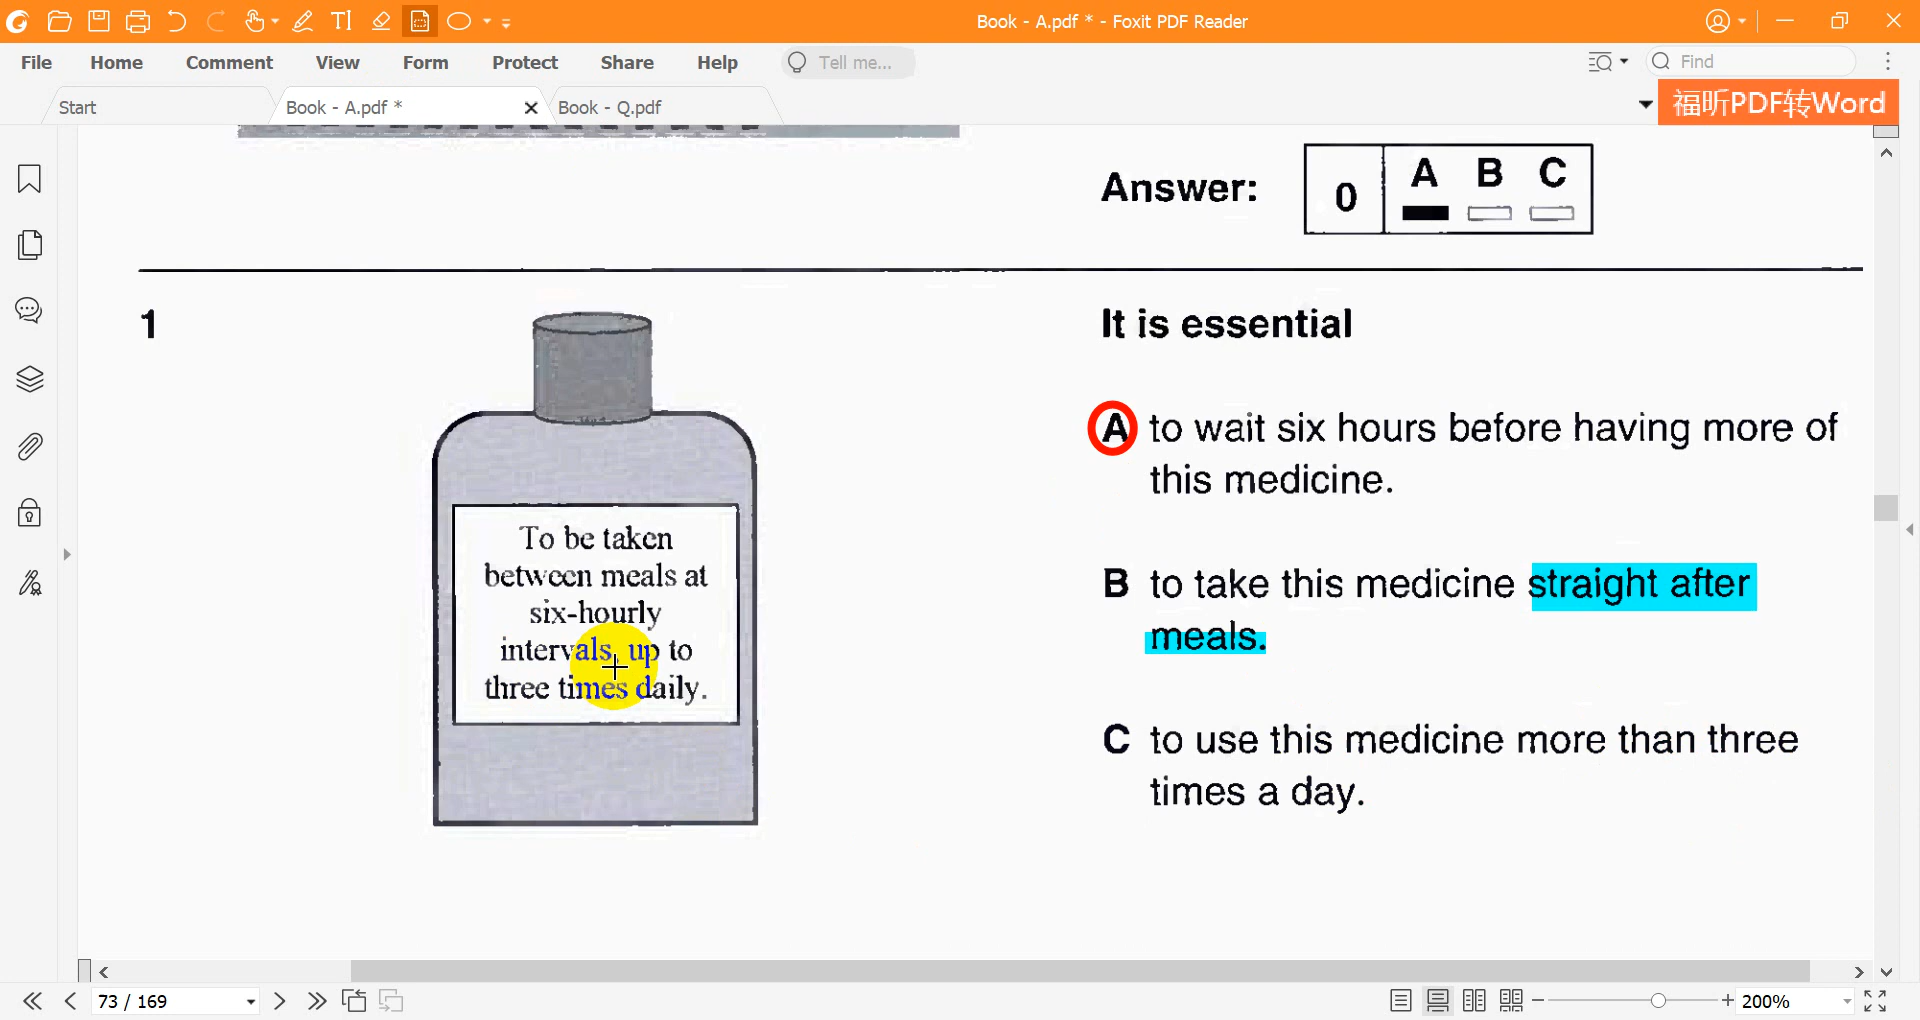 Book - A.pdf * - Foxit PDF Reader
File Home Comment View Form Protect Share Help Tell me... Find
Start Book - A.pdf * Book - Q.pdf 福昕PDF转Word
Answer: 0 A B C
1
It is essential
A to wait six hours before having more of
this medicine.
B to take this medicine straight after
meals.
C to use this medicine more than three
times a day.
To be taken
between meals at
six-hourly
intervals, up to
three times daily.
73 / 169 200%